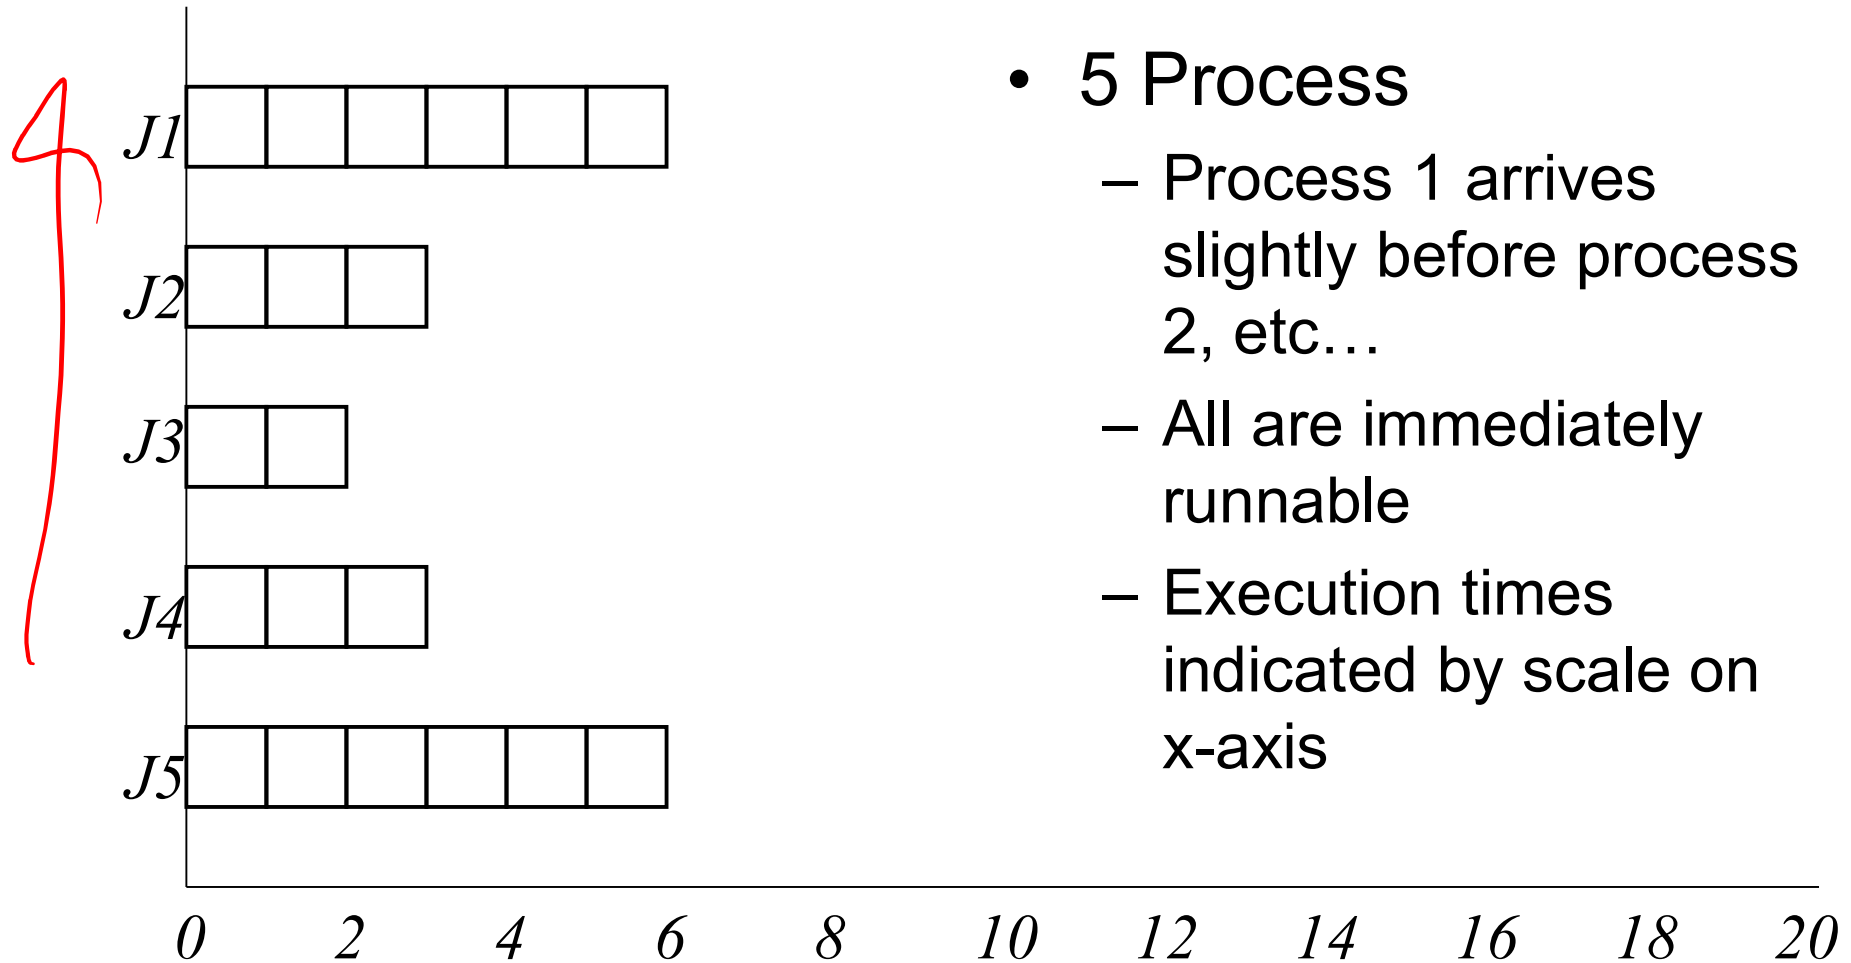 J1
J2
J3
J4
J5
0 2 4 6 8 10 12 14 16 18 20
• 5 Process
– Process 1 arrives
slightly before process
2, etc…
– All are immediately
runnable
– Execution times
indicated by scale on
x-axis